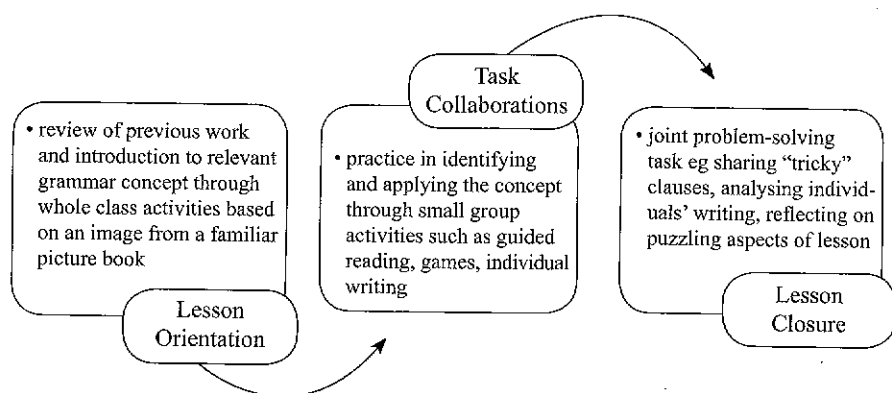 • review of previous work
and introduction to relevant
grammar concept through
whole class activities based
on an image from a familiar
picture book
Lesson
Orientation
Task
Collaborations
• practice in identifying
and applying the concept
through small group
activities such as guided
reading, games, individual
writing
• joint problem-solving
task eg sharing “tricky”
clauses, analysing individ-
uals’ writing, reflecting on
puzzling aspects of lesson
Lesson
Closure